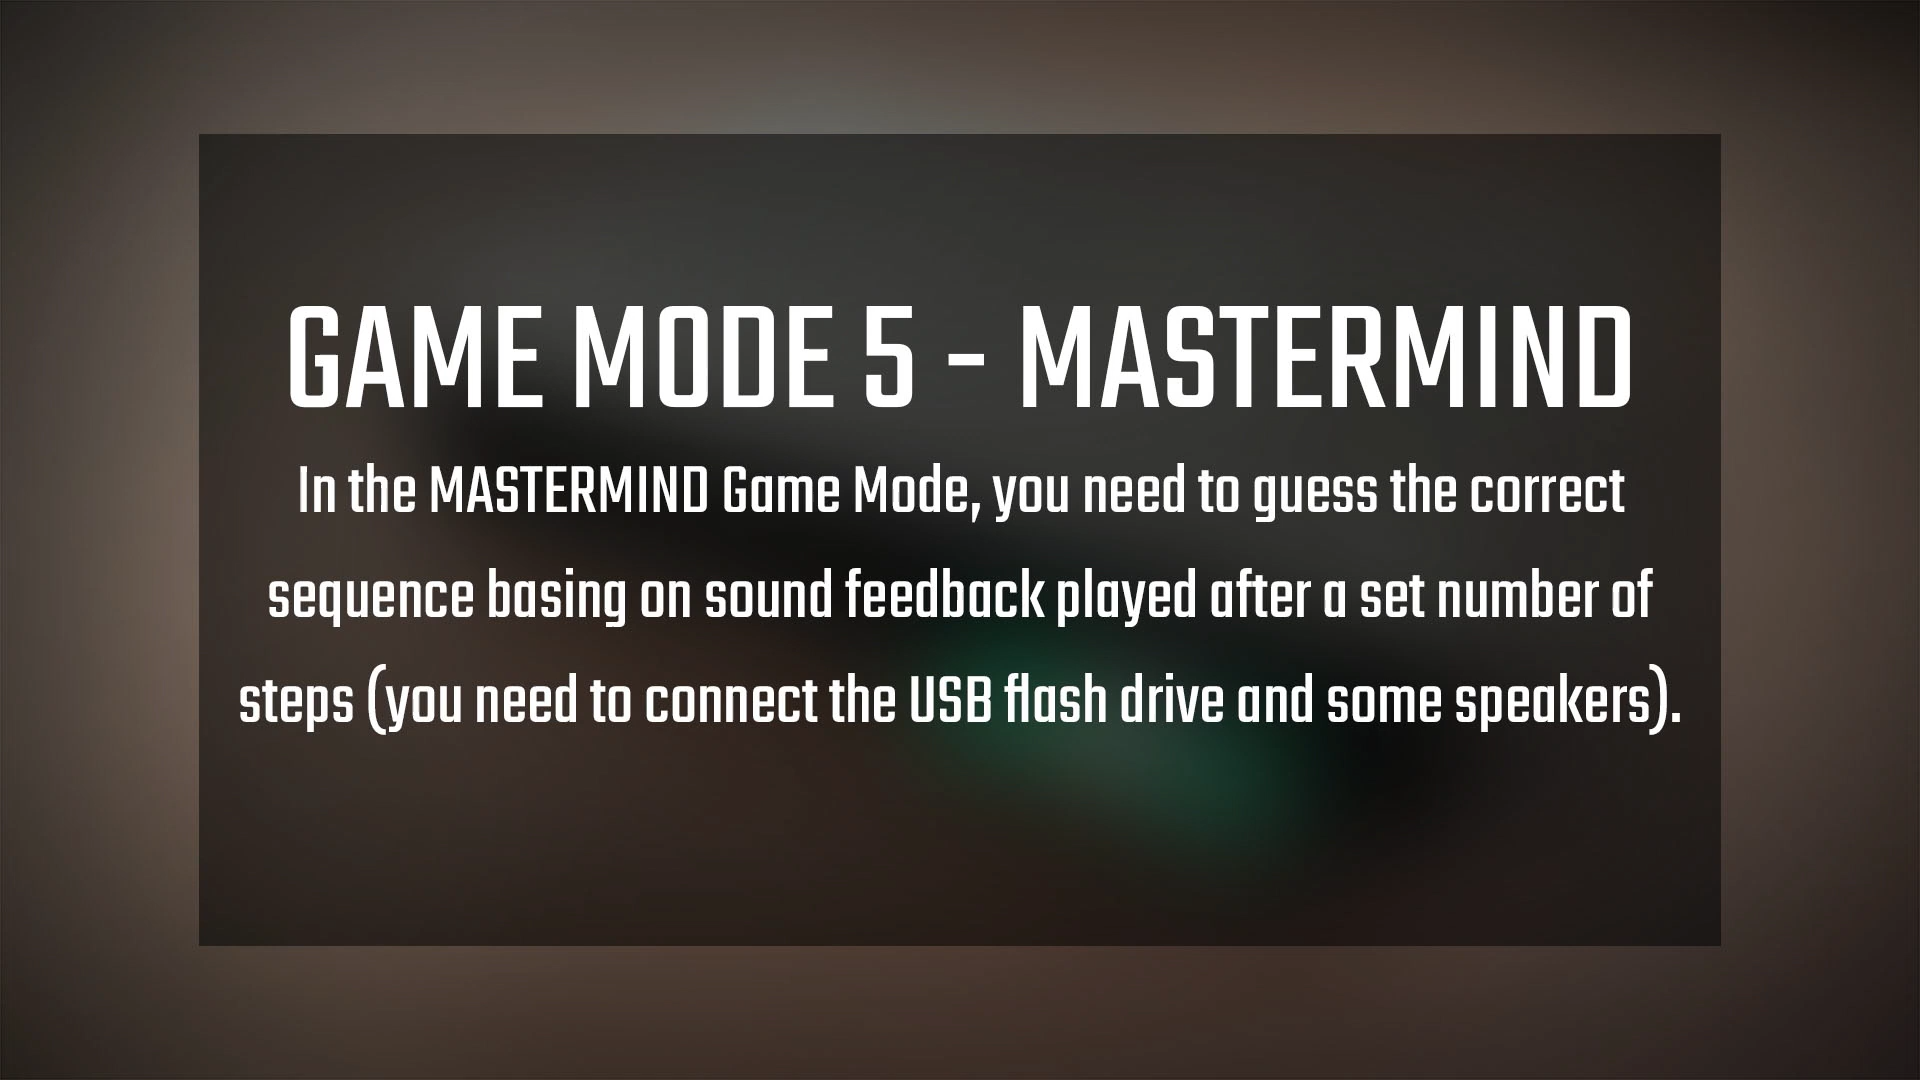 GAME MODE 5 - MASTERMIND
In the MASTERMIND Game Mode, you need to guess the correct
sequence basing on sound feedback played after a set number of
steps (you need to connect the USB flash drive and some speakers).